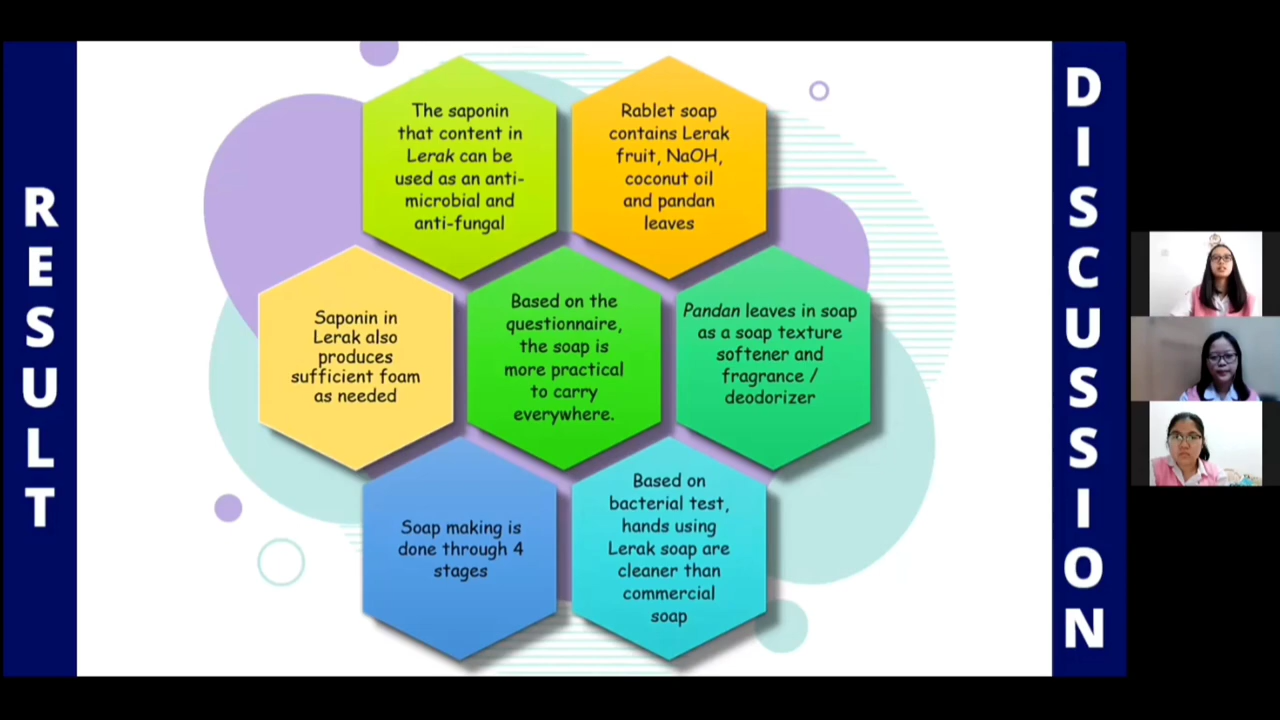 RESULT
The saponin
that content in
Lerak can be
used as an anti-
microbial and
anti-fungal
Rablet soap
contains Lerak
fruit, NaOH,
coconut oil
and pandan
leaves
Saponin in
Lerak also
produces
sufficient foam
as needed
Based on the
questionnaire,
the soap is
more practical
to carry
everywhere.
Pandan leaves in soap
as a soap texture
softener and
fragrance /
deodorizer
Soap making is
done through 4
stages
Based on
bacterial test,
hands using
Lerak soap are
cleaner than
commercial
soap
DISCUSSION